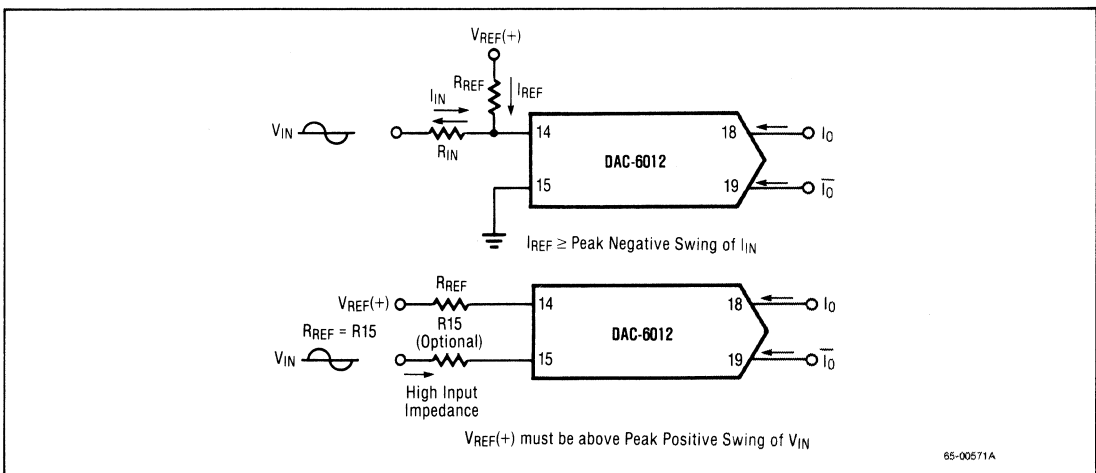 VREF(+)
RREF
IREF
IIN
VIN
RIN
14
18
IO
DAC-6012
15
19
IO
IREF ≥ Peak Negative Swing of IIN
VREF(+)
RREF
14
18
IO
RREF = R15
R15
(Optional)
DAC-6012
VIN
15
19
IO
High Input
Impedance
VREF(+) must be above Peak Positive Swing of VIN
65-00571A